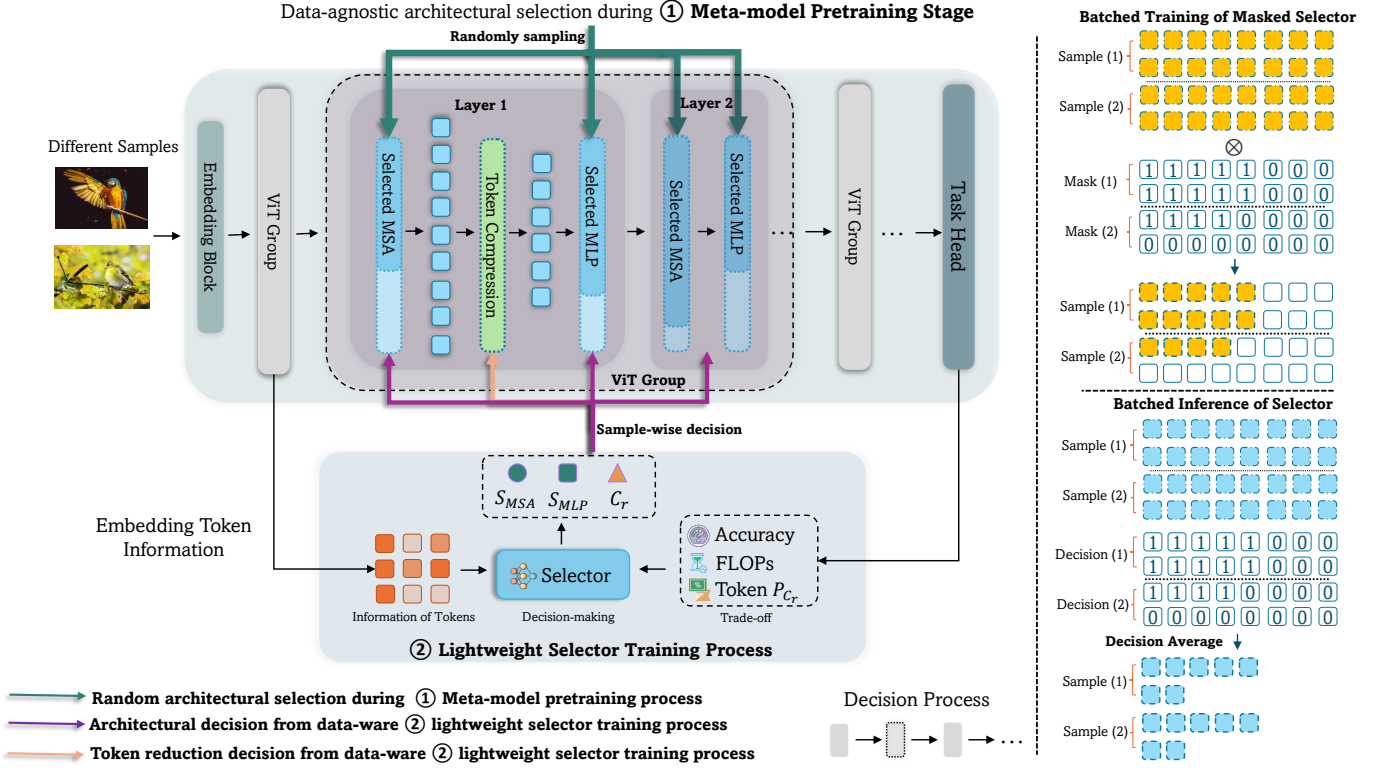 Data-agnostic architectural selection during ① Meta-model Pretraining Stage
Randomly sampling
Different Samples
Embedding Block
ViT Group
Layer 1
Selected MSA
Token Compression
Selected MLP
Layer 2
Selected MSA
Selected MLP
...
ViT Group
ViT Group
...
Task Head
Sample-wise decision
S_MSA S_MLP C_r
Embedding Token
Information
Information of Tokens
Selector
Decision-making
Accuracy
FLOPs
Token P_C_r
Trade-off
② Lightweight Selector Training Process
Random architectural selection during ① Meta-model pretraining process
Architectural decision from data-ware ② lightweight selector training process
Token reduction decision from data-ware ② lightweight selector training process
Decision Process
...
Batched Training of Masked Selector
Sample (1)
Sample (2)
⊗
Mask (1)
1 1 1 1 1 0 0 0
1 1 1 1 1 0 0 0
Mask (2)
1 1 1 1 0 0 0 0
0 0 0 0 0 0 0 0
Sample (1)
Sample (2)
Batched Inference of Selector
Sample (1)
Sample (2)
Decision (1)
1 1 1 1 1 0 0 0
1 1 1 1 1 0 0 0
Decision (2)
1 1 1 1 0 0 0 0
0 0 0 0 0 0 0 0
Decision Average
Sample (1)
Sample (2)